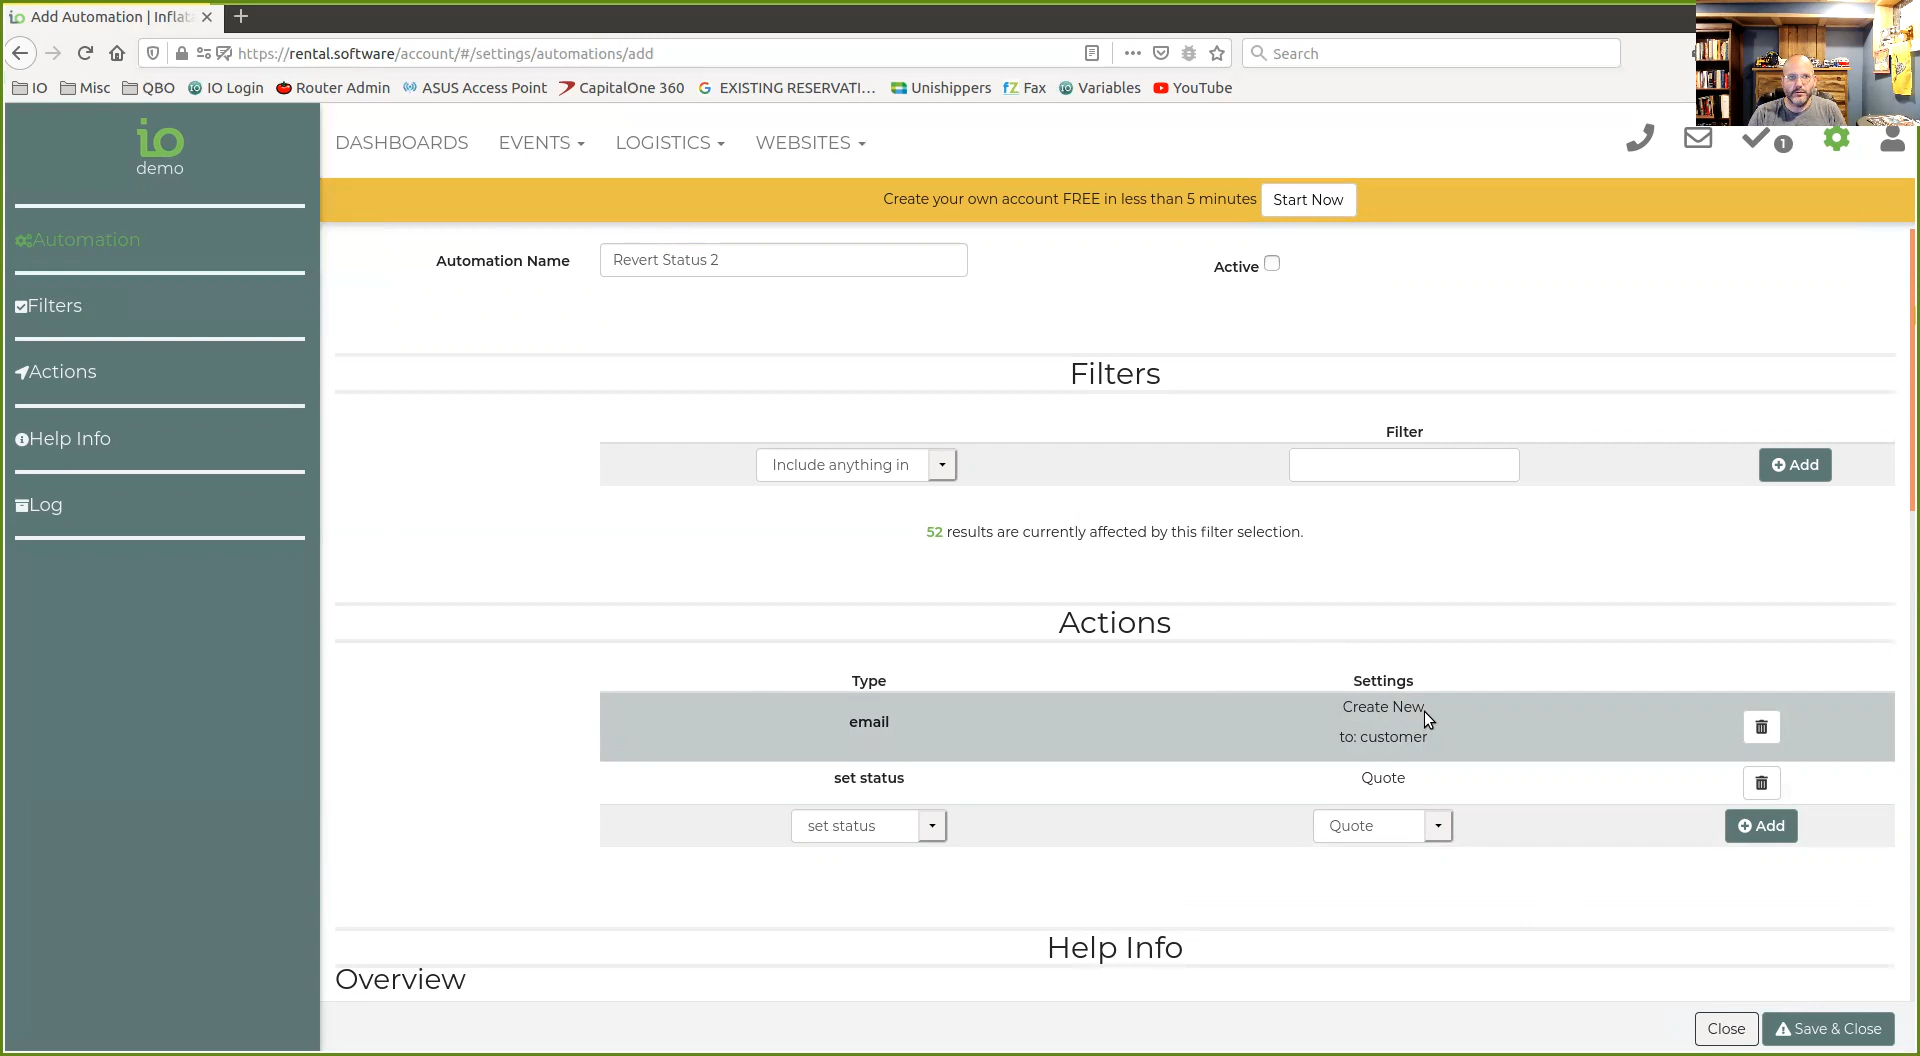 Add Automation | Inflat
https://rental.software/account/#/settings/automations/add
Search
IO
Misc
QBO
IO Login
Router Admin
ASUS Access Point
CapitalOne 360
EXISTING RESERVATI...
Unishippers
fZ Fax
Variables
YouTube
io
demo
DASHBOARDS
EVENTS
LOGISTICS
WEBSITES
1
Create your own account FREE in less than 5 minutes
Start Now
Automation
Filters
Actions
Help Info
Log
Automation Name
Revert Status 2
Active
Filters
Filter
Include anything in
Add
52 results are currently affected by this filter selection.
Actions
Type
Settings
email
Create New
to: customer
set status
Quote
set status
Quote
Add
Help Info
Overview
Close
Save & Close